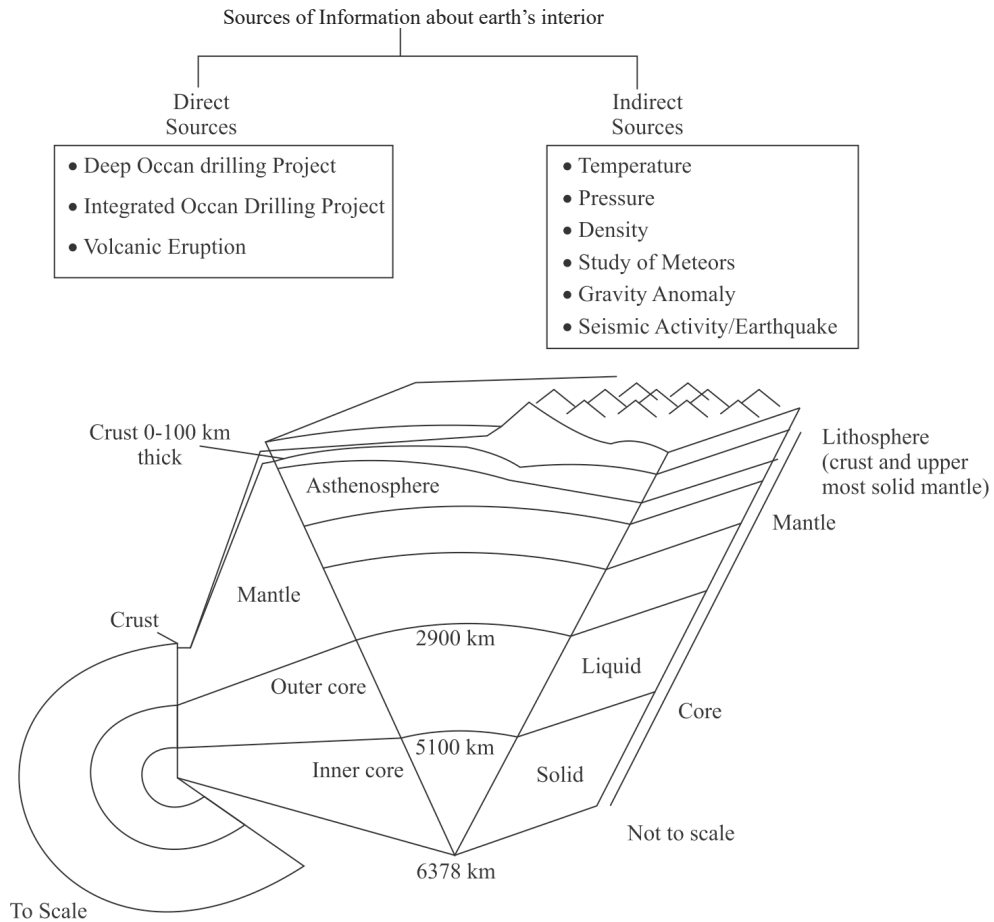 Sources of Information about earth's interior
Direct
Sources
• Deep Occan drilling Project
• Integrated Occan Drilling Project
• Volcanic Eruption
Indirect
Sources
• Temperature
• Pressure
• Density
• Study of Meteors
• Gravity Anomaly
• Seismic Activity/Earthquake
Crust 0-100 km
thick
Lithosphere
(crust and upper
most solid mantle)
Asthenosphere
Mantle
Mantle
Crust
2900 km
Liquid
Outer core
Core
5100 km
Inner core
Solid
Not to scale
6378 km
To Scale